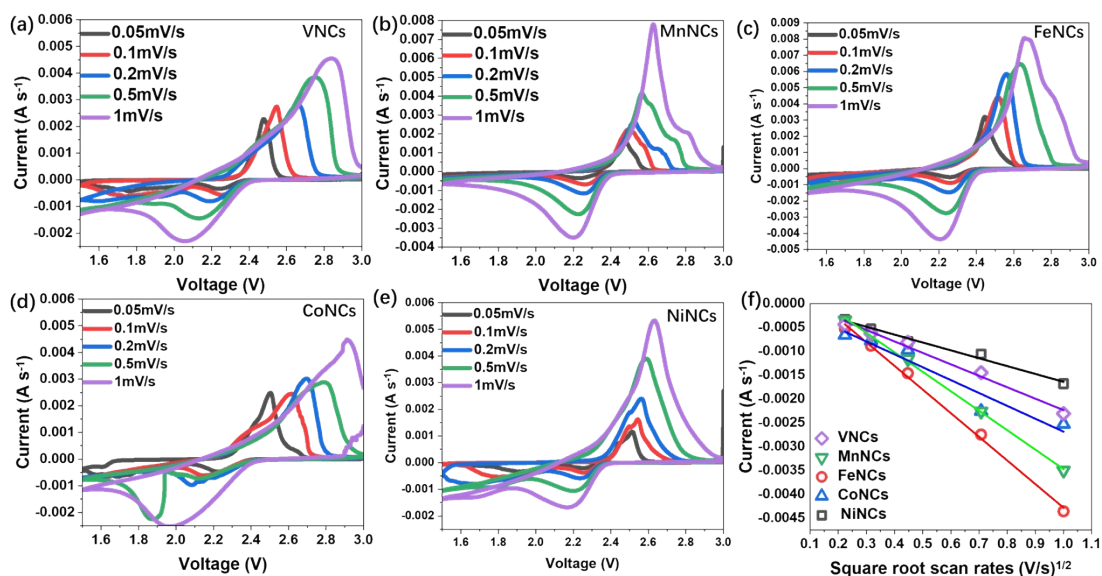 (a)
VNCs
0.05mV/s
0.1mV/s
0.2mV/s
0.5mV/s
1mV/s
0.006
0.005
0.004
0.003
0.002
0.001
0.000
-0.001
-0.002
Current (A s⁻¹)
1.6 1.8 2.0 2.2 2.4 2.6 2.8 3.0
Voltage (V)
(b)
MnNCs
0.05mV/s
0.1mV/s
0.2mV/s
0.5mV/s
1mV/s
0.008
0.007
0.006
0.005
0.004
0.003
0.002
0.001
0.000
-0.001
-0.002
-0.003
-0.004
Current (A s⁻¹)
1.6 1.8 2.0 2.2 2.4 2.6 2.8 3.0
Voltage (V)
(c)
FeNCs
0.05mV/s
0.1mV/s
0.2mV/s
0.5mV/s
1mV/s
0.009
0.008
0.007
0.006
0.005
0.004
0.003
0.002
0.001
0.000
-0.001
-0.002
-0.003
-0.004
-0.005
Current (A s⁻¹)
1.6 1.8 2.0 2.2 2.4 2.6 2.8 3.0
Voltage (V)
(d)
CoNCs
0.05mV/s
0.1mV/s
0.2mV/s
0.5mV/s
1mV/s
0.006
0.005
0.004
0.003
0.002
0.001
0.000
-0.001
-0.002
Current (A s⁻¹)
1.6 1.8 2.0 2.2 2.4 2.6 2.8 3.0
Voltage (V)
(e)
NiNCs
0.05mV/s
0.1mV/s
0.2mV/s
0.5mV/s
1mV/s
0.006
0.005
0.004
0.003
0.002
0.001
0.000
-0.001
-0.002
Current (A s⁻¹)
1.6 1.8 2.0 2.2 2.4 2.6 2.8 3.0
Voltage (V)
(f)
0.0000
-0.0005
-0.0010
-0.0015
-0.0020
-0.0025
-0.0030
-0.0035
-0.0040
-0.0045
Current (A s⁻¹)
VNCs
MnNCs
FeNCs
CoNCs
NiNCs
0.1 0.2 0.3 0.4 0.5 0.6 0.7 0.8 0.9 1.0 1.1
Square root scan rates (V/s)¹ᐟ²